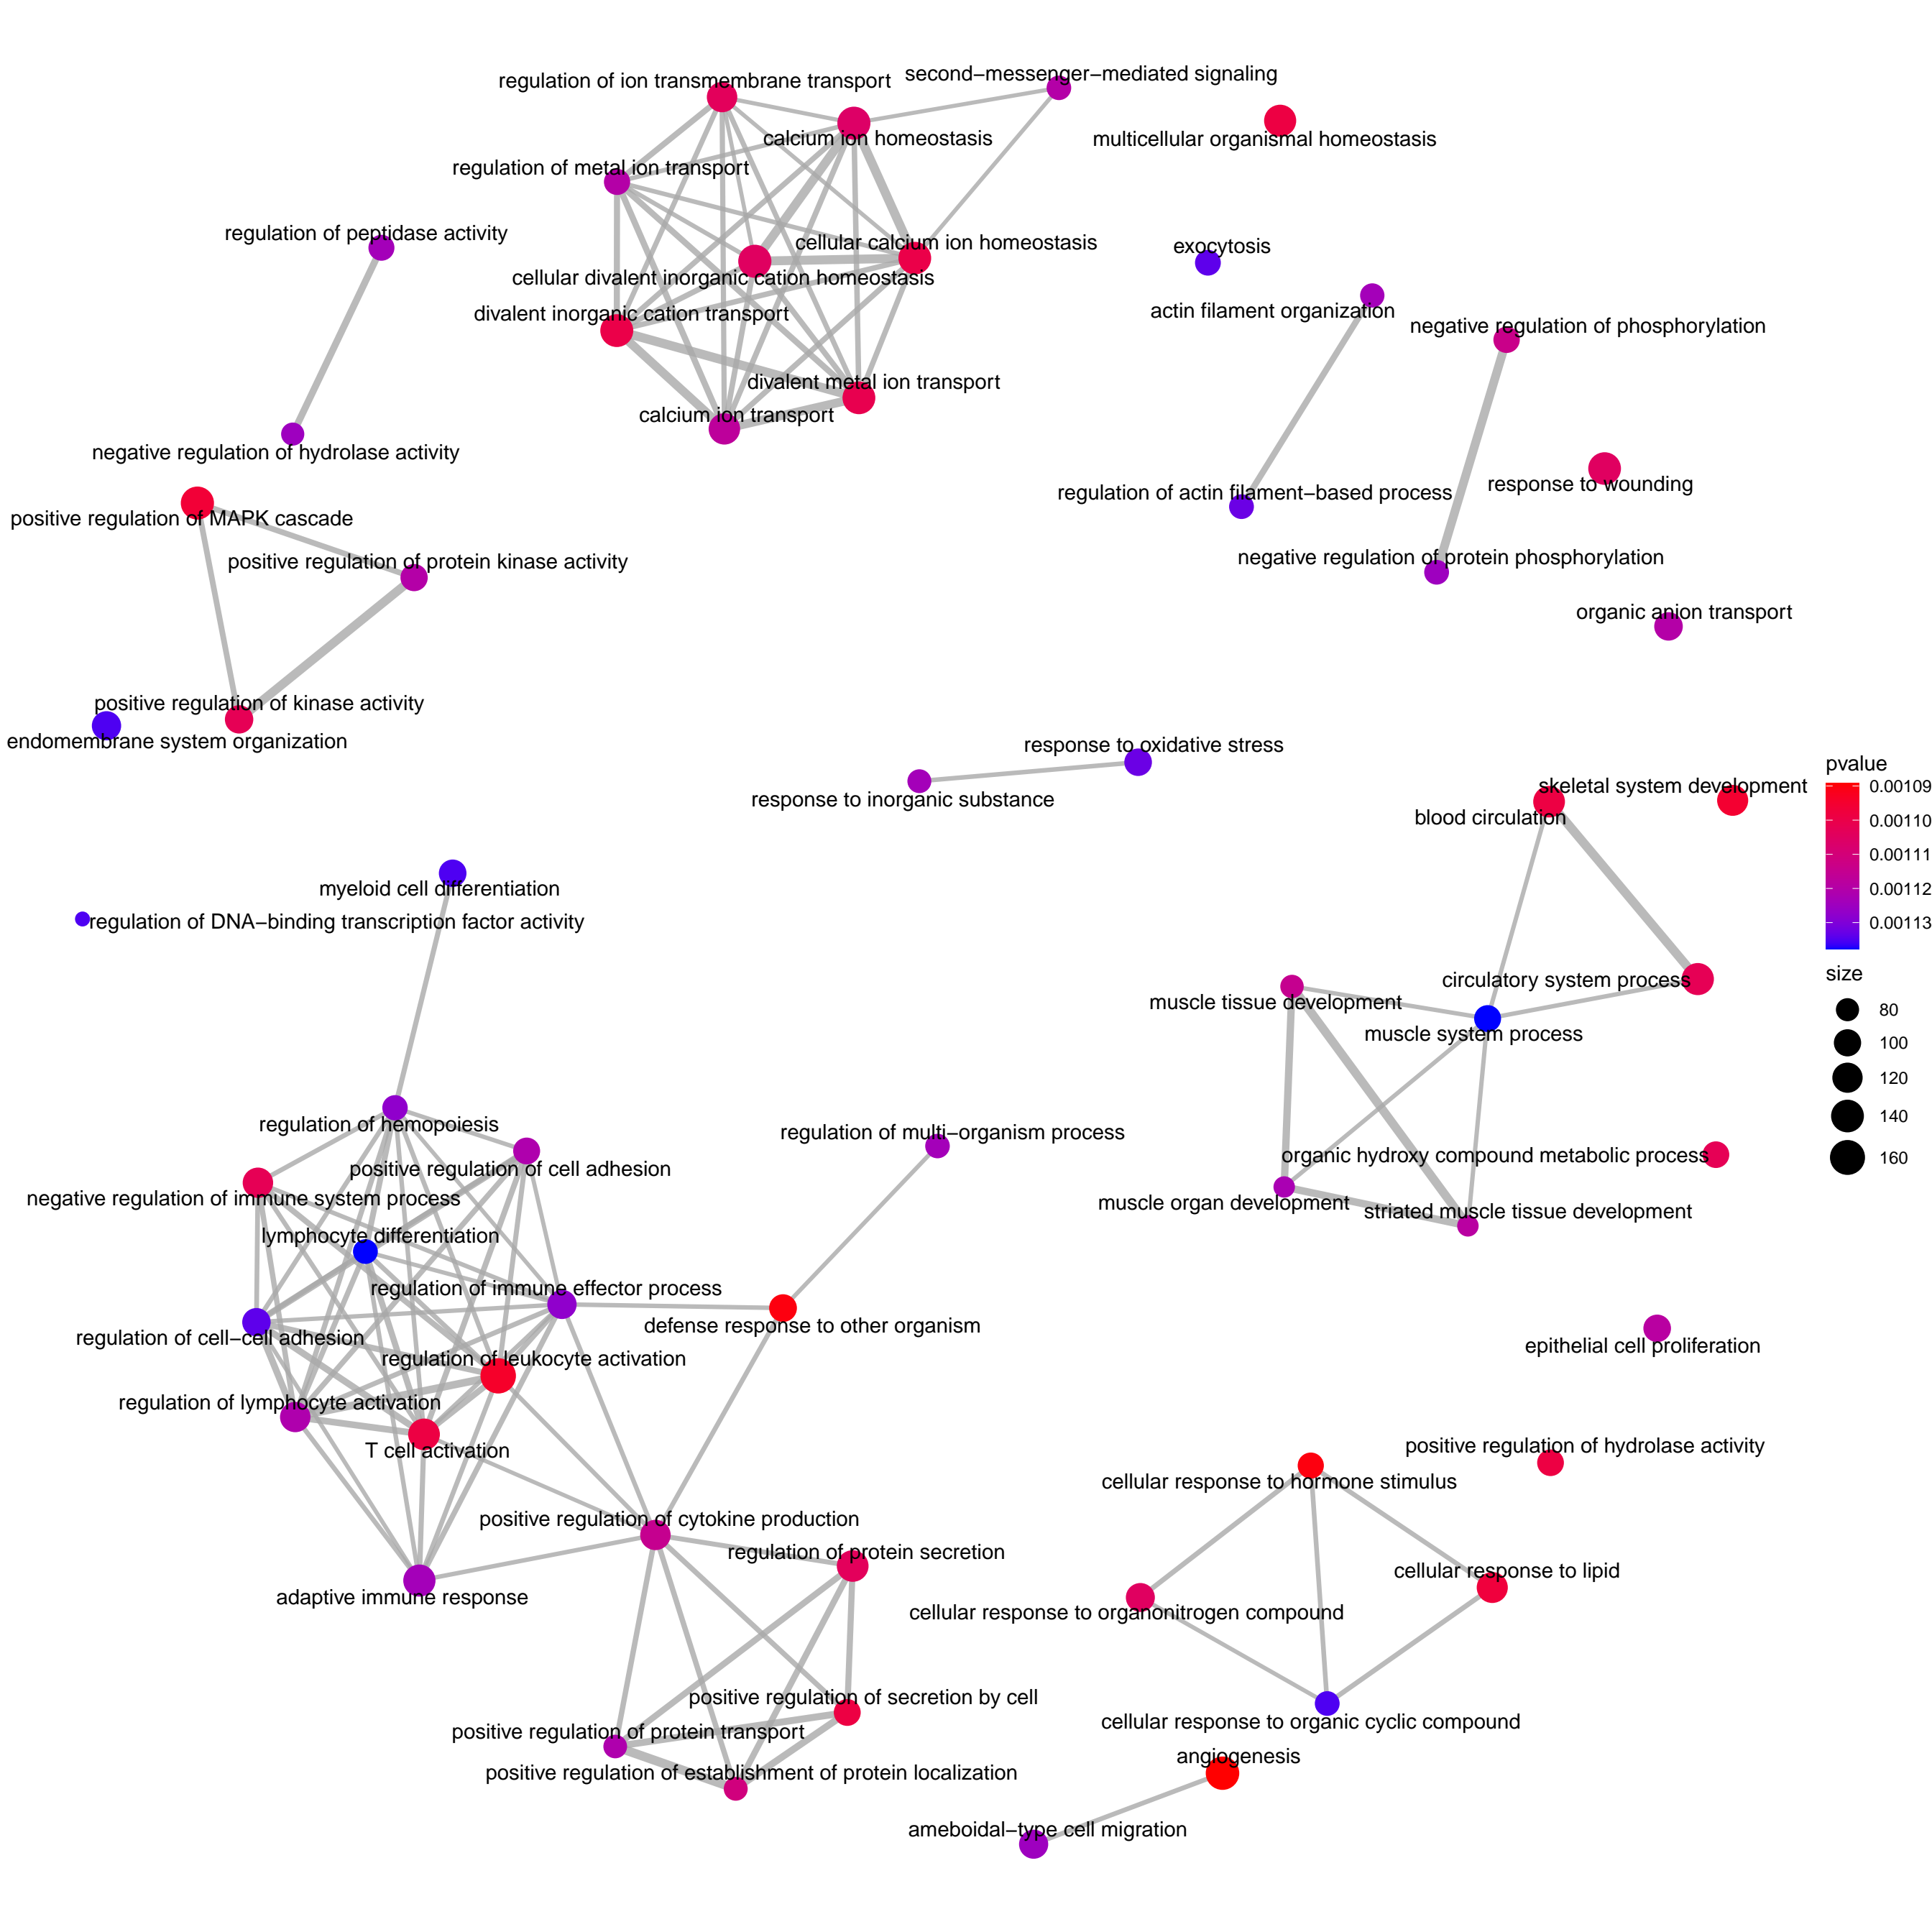 second−messenger−mediated signaling
regulation of ion transmembrane transport
calcium ion homeostasis
multicellular organismal homeostasis
regulation of metal ion transport
regulation of peptidase activity
cellular calcium ion homeostasis
exocytosis
cellular divalent inorganic cation homeostasis
divalent inorganic cation transport
actin filament organization
negative regulation of phosphorylation
divalent metal ion transport
calcium ion transport
negative regulation of hydrolase activity
response to wounding
regulation of actin filament−based process
positive regulation of MAPK cascade
negative regulation of protein phosphorylation
positive regulation of protein kinase activity
organic anion transport
positive regulation of kinase activity
endomembrane system organization
response to oxidative stress
response to inorganic substance
skeletal system development
blood circulation
pvalue
0.00109
0.00110
0.00111
0.00112
0.00113
myeloid cell differentiation
regulation of DNA−binding transcription factor activity
circulatory system process
size
80
100
120
140
160
muscle tissue development
muscle system process
regulation of hemopoiesis
regulation of multi−organism process
organic hydroxy compound metabolic process
positive regulation of cell adhesion
negative regulation of immune system process
muscle organ development
striated muscle tissue development
lymphocyte differentiation
regulation of immune effector process
defense response to other organism
regulation of cell−cell adhesion
epithelial cell proliferation
regulation of leukocyte activation
regulation of lymphocyte activation
T cell activation
positive regulation of hydrolase activity
cellular response to hormone stimulus
positive regulation of cytokine production
regulation of protein secretion
cellular response to lipid
adaptive immune response
cellular response to organonitrogen compound
positive regulation of secretion by cell
positive regulation of protein transport
cellular response to organic cyclic compound
angiogenesis
positive regulation of establishment of protein localization
ameboidal−type cell migration